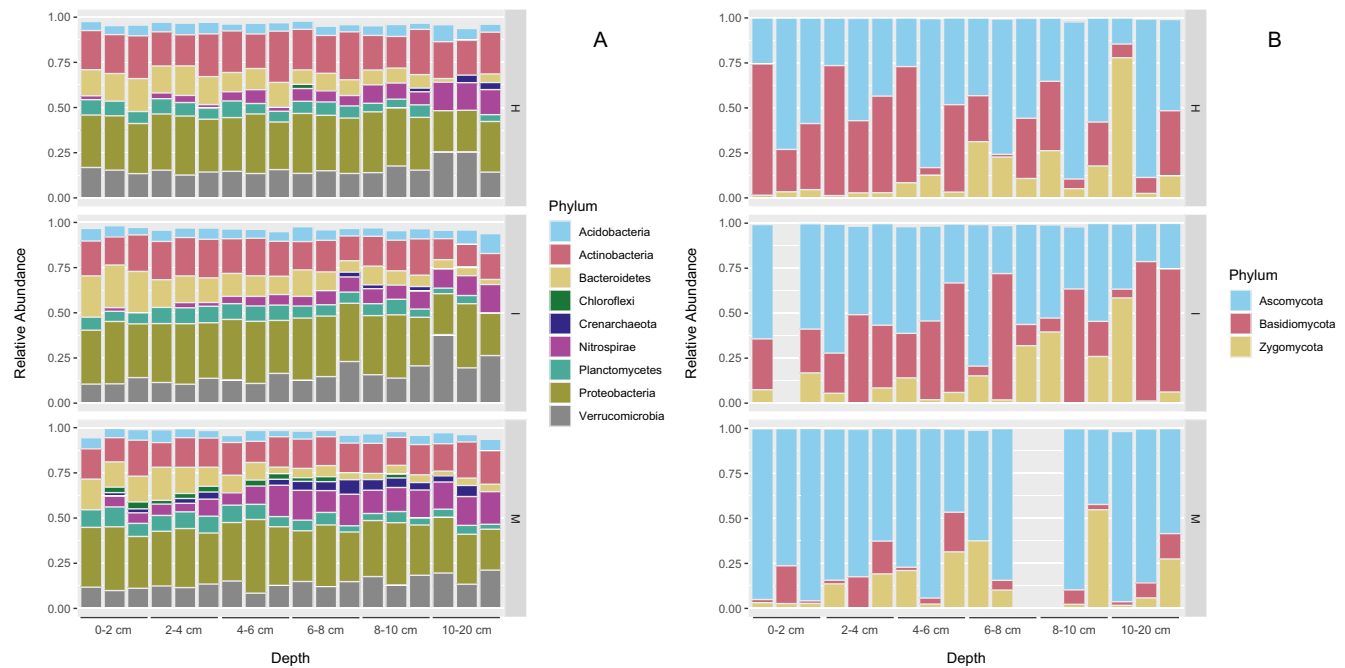 A
Relative Abundance
1.00
0.75
0.50
0.25
0.00
H
1.00
0.75
0.50
0.25
0.00
I
1.00
0.75
0.50
0.25
0.00
M
0-2 cm 2-4 cm 4-6 cm 6-8 cm 8-10 cm 10-20 cm
Depth
Phylum
Acidobacteria
Actinobacteria
Bacteroidetes
Chloroflexi
Crenarchaeota
Nitrospirae
Planctomycetes
Proteobacteria
Verrucomicrobia
B
Relative Abundance
1.00
0.75
0.50
0.25
0.00
H
1.00
0.75
0.50
0.25
0.00
I
1.00
0.75
0.50
0.25
0.00
M
0-2 cm 2-4 cm 4-6 cm 6-8 cm 8-10 cm 10-20 cm
Depth
Phylum
Ascomycota
Basidiomycota
Zygomycota